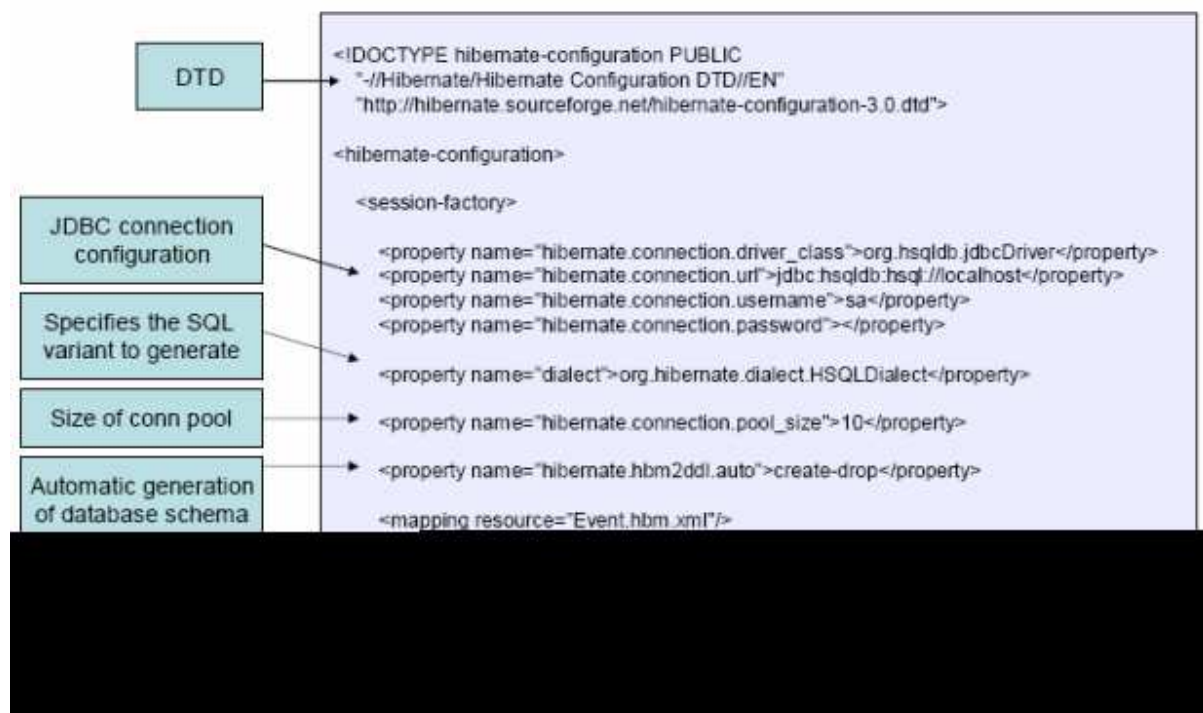 DTD
<!DOCTYPE hibernate-configuration PUBLIC
"-//Hibernate/Hibernate Configuration DTD//EN"
"http://hibernate.sourceforge.net/hibernate-configuration-3.0.dtd">
<hibernate-configuration>
<session-factory>
JDBC connection
configuration
<property name="hibernate.connection.driver_class">org.hsqldb.jdbcDriver</property>
<property name="hibernate.connection.url">jdbc:hsqldb:hsql://localhost</property>
<property name="hibernate.connection.username">sa</property>
<property name="hibernate.connection.password"></property>
Specifies the SQL
variant to generate
<property name="dialect">org.hibernate.dialect.HSQLDialect</property>
Size of conn pool
<property name="hibernate.connection.pool_size">10</property>
Automatic generation
of database schema
<property name="hibernate.hbm2ddl.auto">create-drop</property>
<mapping resource="Event.hbm.xml"/>